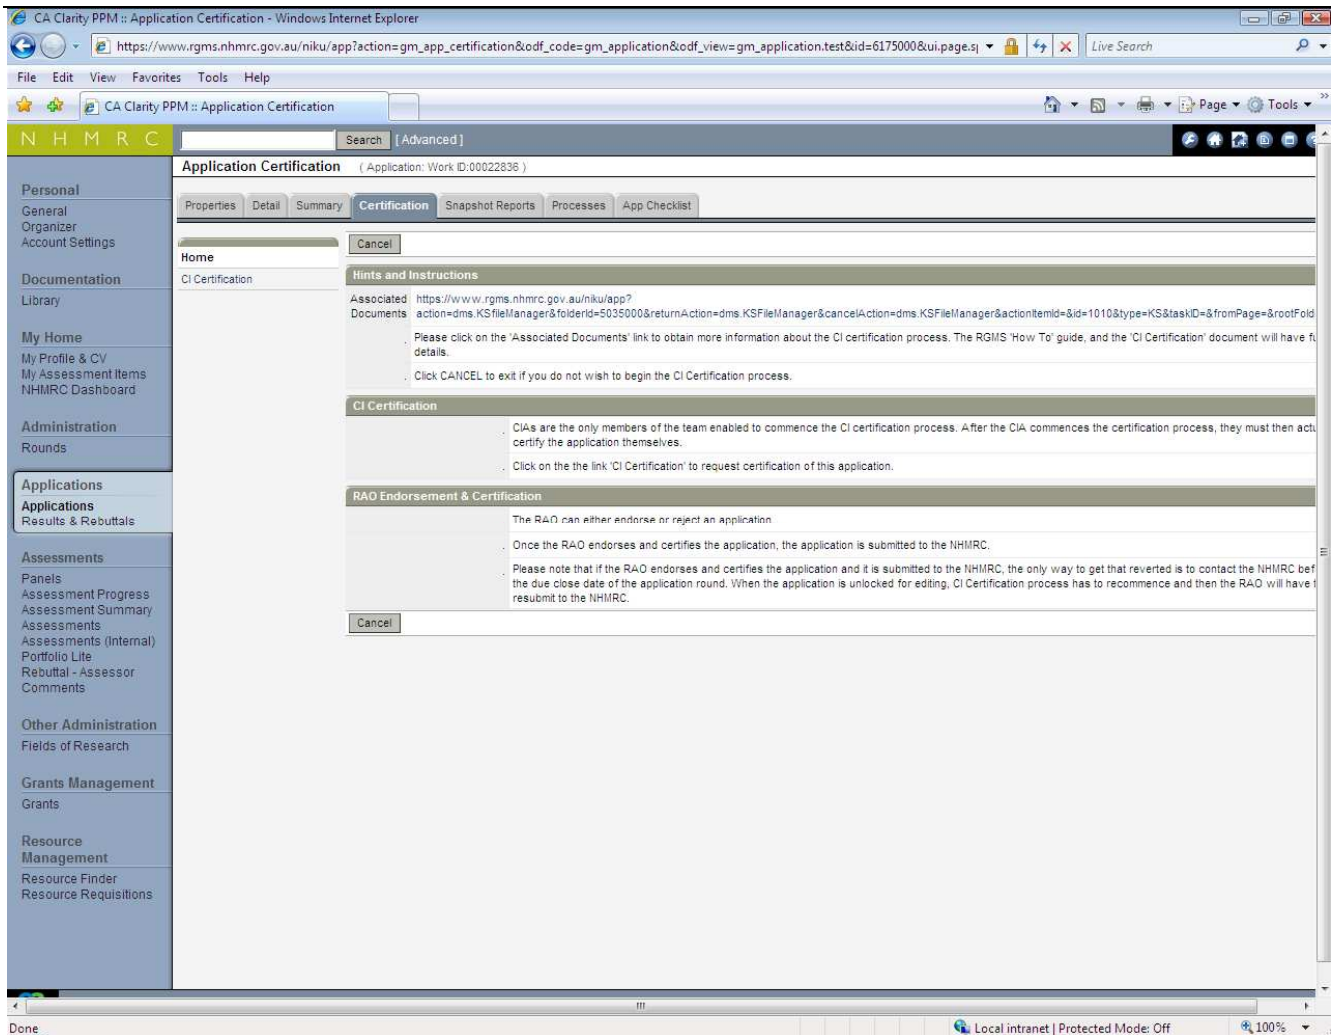 CA Clarity PPM :: Application Certification - Windows Internet Explorer
https://www.rgms.nhmrc.gov.au/niku/app?action=gm_app_certification&odf_code=gm_application&odf_view=gm_application.test&id=6175000&ui.page.s
Live Search
File Edit View Favorites Tools Help
CA Clarity PPM :: Application Certification
Page Tools
NHMRC
Search [ Advanced ]
Application Certification ( Application: Work ID:00022836 )
Properties Detail Summary Certification Snapshot Reports Processes App Checklist
Personal
General
Organizer
Account Settings
Documentation
Library
My Home
My Profile & CV
My Assessment Items
NHMRC Dashboard
Administration
Rounds
Applications
Applications
Results & Rebuttals
Assessments
Panels
Assessment Progress
Assessment Summary
Assessments
Assessments (Internal)
Portfolio Lite
Rebuttal - Assessor
Comments
Other Administration
Fields of Research
Grants Management
Grants
Resource
Management
Resource Finder
Resource Requisitions
Home
CI Certification
Cancel
Hints and Instructions
Associated Documents
https://www.rgms.nhmrc.gov.au/niku/app?
action=dms.KSfileManager&folderId=5035000&returnAction=dms.KSFileManager&cancelAction=dms.KSFileManager&actionItemId=&id=1010&type=KS&taskID=&fromPage=&rootFold
. Please click on the 'Associated Documents' link to obtain more information about the CI certification process. The RGMS 'How To' guide, and the 'CI Certification' document will have fu
details.
. Click CANCEL to exit if you do not wish to begin the CI Certification process.
CI Certification
. CIAs are the only members of the team enabled to commence the CI certification process. After the CIA commences the certification process, they must then actu
certify the application themselves.
. Click on the the link 'CI Certification' to request certification of this application.
RAO Endorsement & Certification
The RAO can either endorse or reject an application
. Once the RAO endorses and certifies the application, the application is submitted to the NHMRC.
. Please note that if the RAO endorses and certifies the application and it is submitted to the NHMRC, the only way to get that reverted is to contact the NHMRC bef
the due close date of the application round. When the application is unlocked for editing, CI Certification process has to recommence and then the RAO will have t
resubmit to the NHMRC.
Cancel
Done
Local intranet | Protected Mode: Off
100%